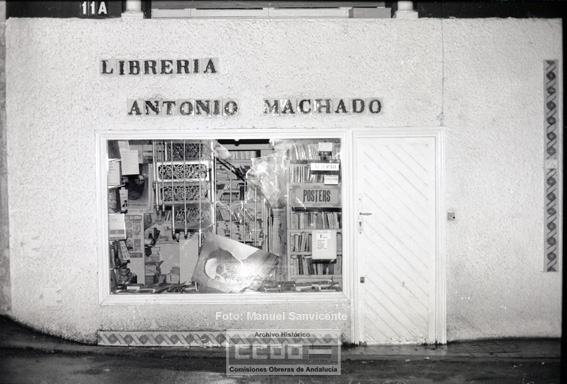 11A
LIBRERIA
ANTONIO MACHADO
POSTERS
Foto: Manuel Sanvicente
Archivo Histórico
CCOO
Comisiones Obreras de Andalucía